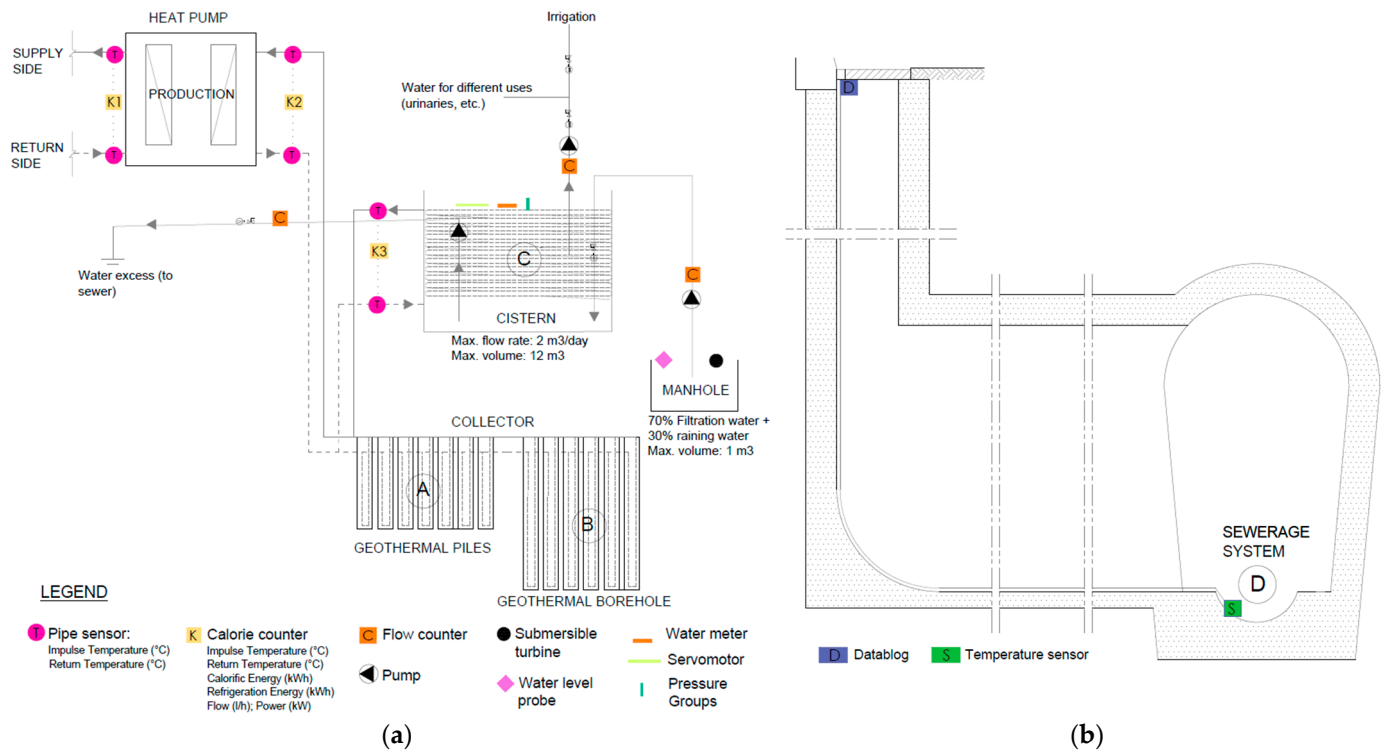 HEAT PUMP
SUPPLY
SIDE
T
T
K1
PRODUCTION
K2
RETURN
SIDE
T
T
Irrigation
Water for different uses
(urinaries, etc.)
C
C
Water excess (to
sewer)
T
K3
T
C
CISTERN
Max. flow rate: 2 m3/day
Max. volume: 12 m3
C
MANHOLE
70% Filtration water +
30% raining water
Max. volume: 1 m3
COLLECTOR
A
B
GEOTHERMAL PILES
GEOTHERMAL BOREHOLE
LEGEND
T Pipe sensor:
Impulse Temperature (°C)
Return Temperature (°C)
K Calorie counter
Impulse Temperature (°C)
Return Temperature (°C)
Calorific Energy (kWh)
Refrigeration Energy (kWh)
Flow (l/h); Power (kW)
C Flow counter
Pump
Submersible
turbine
Water level
probe
Water meter
Servomotor
Pressure
Groups
(a)
D
SEWERAGE
SYSTEM
D
S
D Datablog
S Temperature sensor
(b)